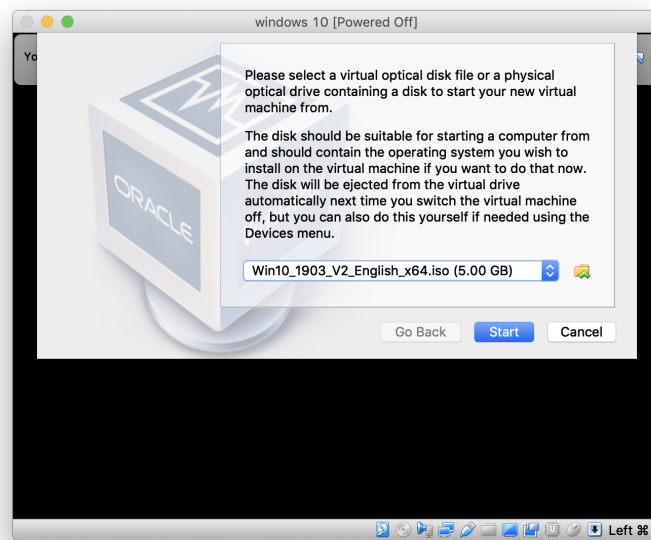 windows 10 [Powered Off]
Yo
Please select a virtual optical disk file or a physical
optical drive containing a disk to start your new virtual
machine from.
The disk should be suitable for starting a computer from
and should contain the operating system you wish to
install on the virtual machine if you want to do that now.
The disk will be ejected from the virtual drive
automatically next time you switch the virtual machine
off, but you can also do this yourself if needed using the
Devices menu.
ORACLE
Win10_1903_V2_English_x64.iso (5.00 GB)
Go Back Start Cancel
Left ⌘